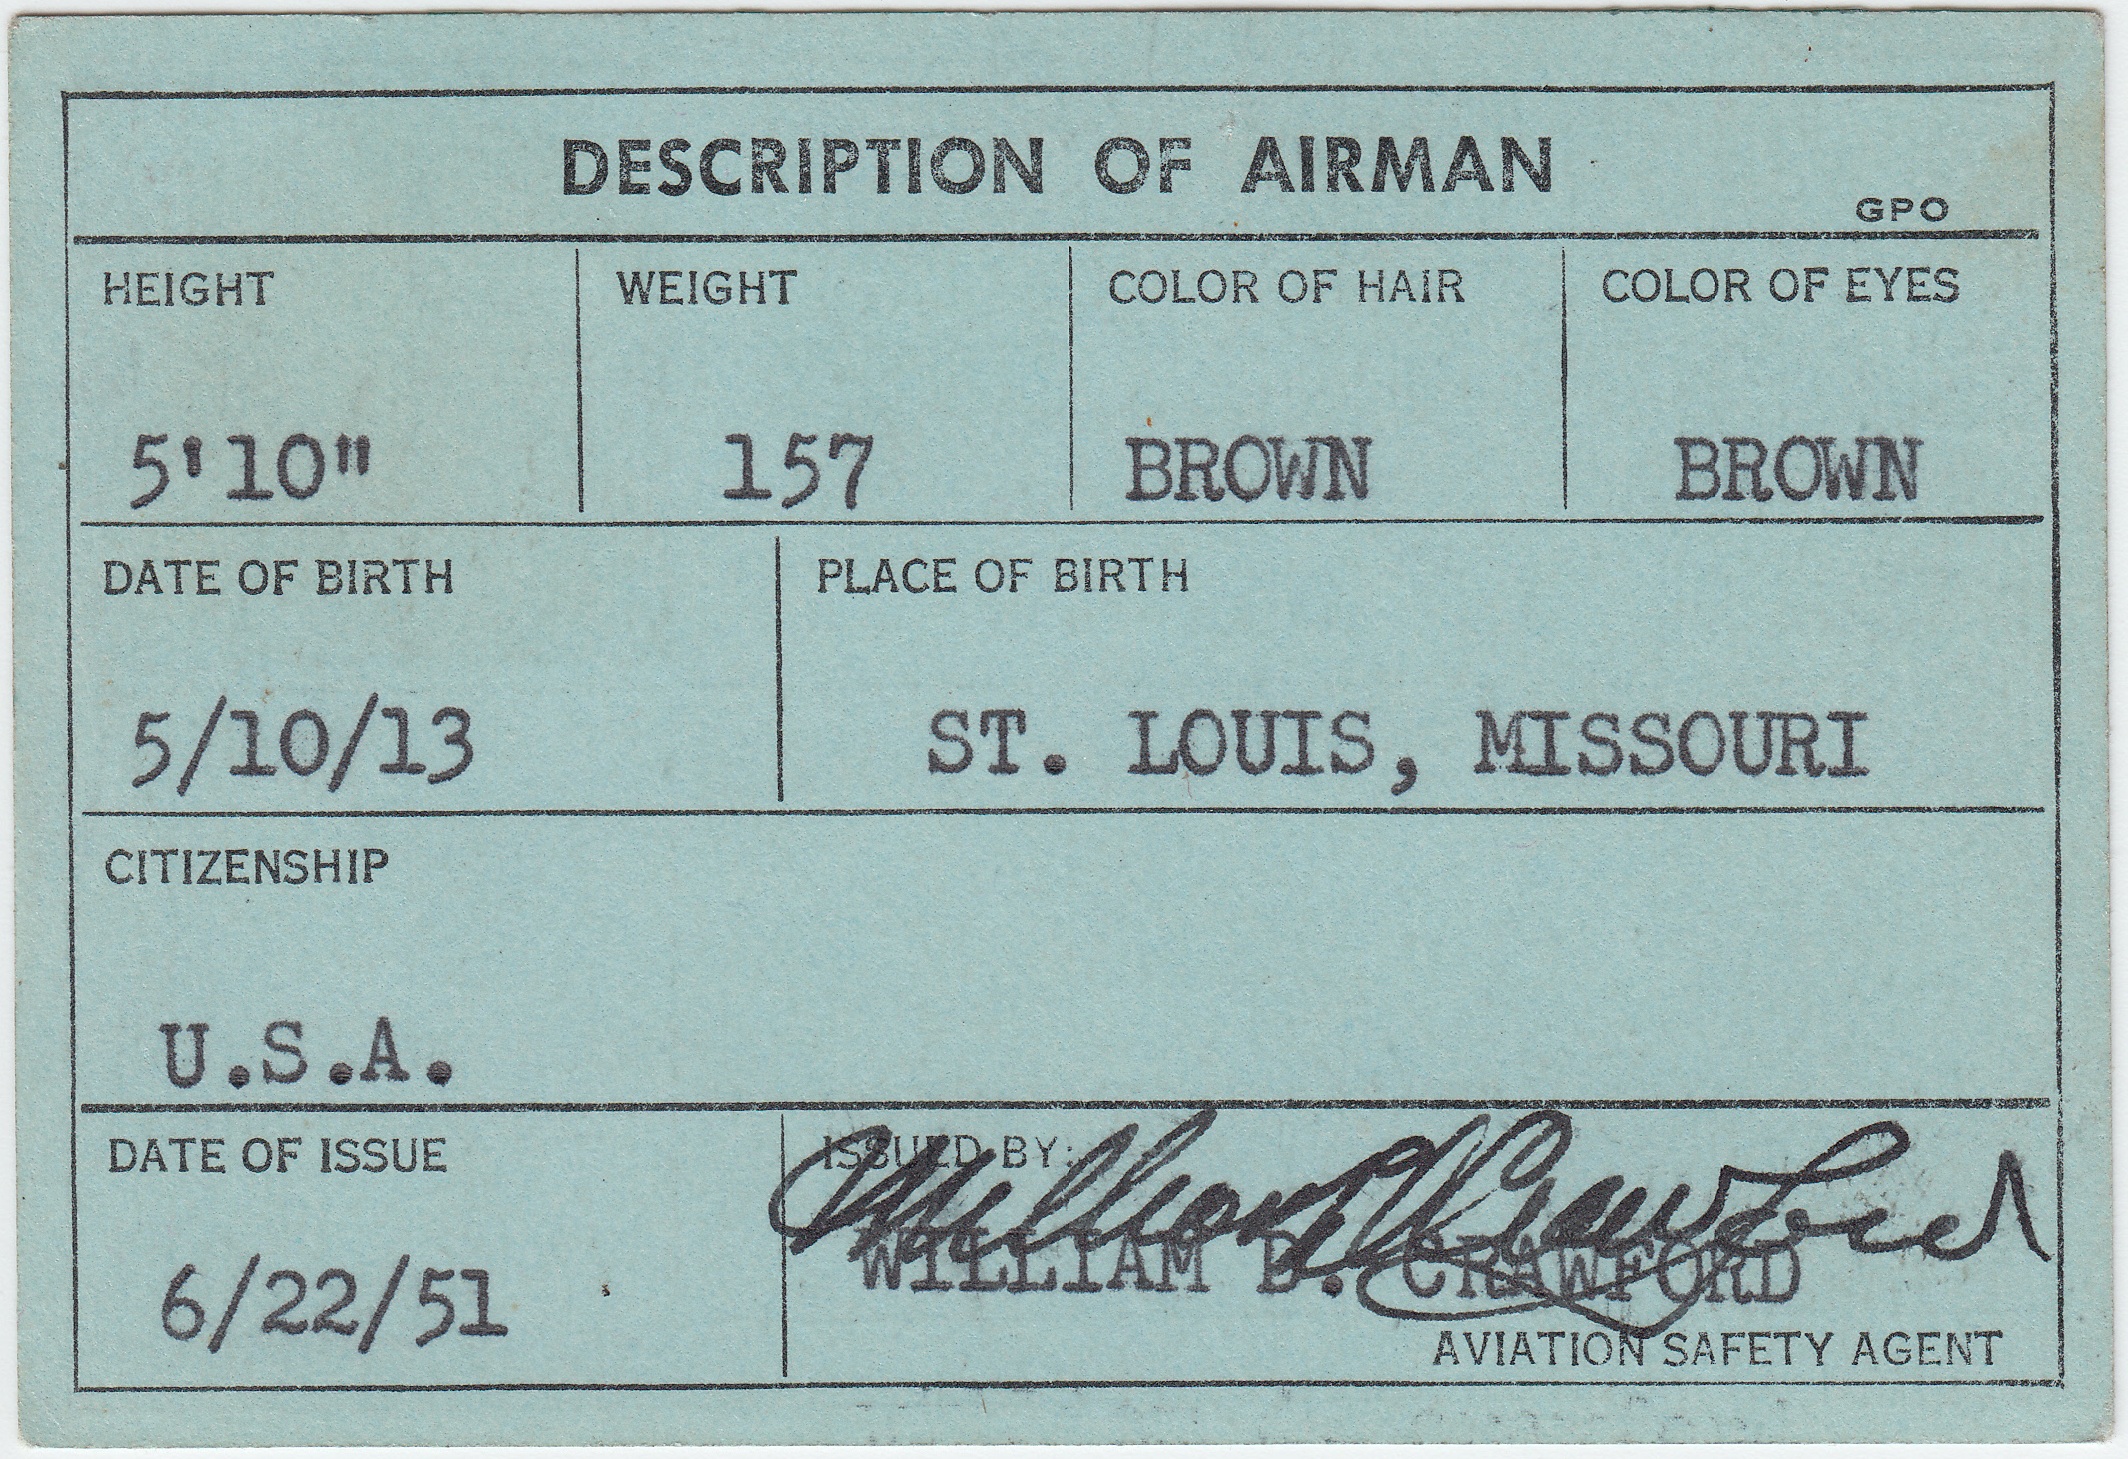 DESCRIPTION OF AIRMAN
GPO
HEIGHT WEIGHT COLOR OF HAIR COLOR OF EYES
5'10" 157 BROWN BROWN
DATE OF BIRTH PLACE OF BIRTH
5/10/13 ST. LOUIS, MISSOURI
CITIZENSHIP
U.S.A.
DATE OF ISSUE ISSUED BY:
William D Crawford
6/22/51 WILLIAM D. CRAWFORD
AVIATION SAFETY AGENT